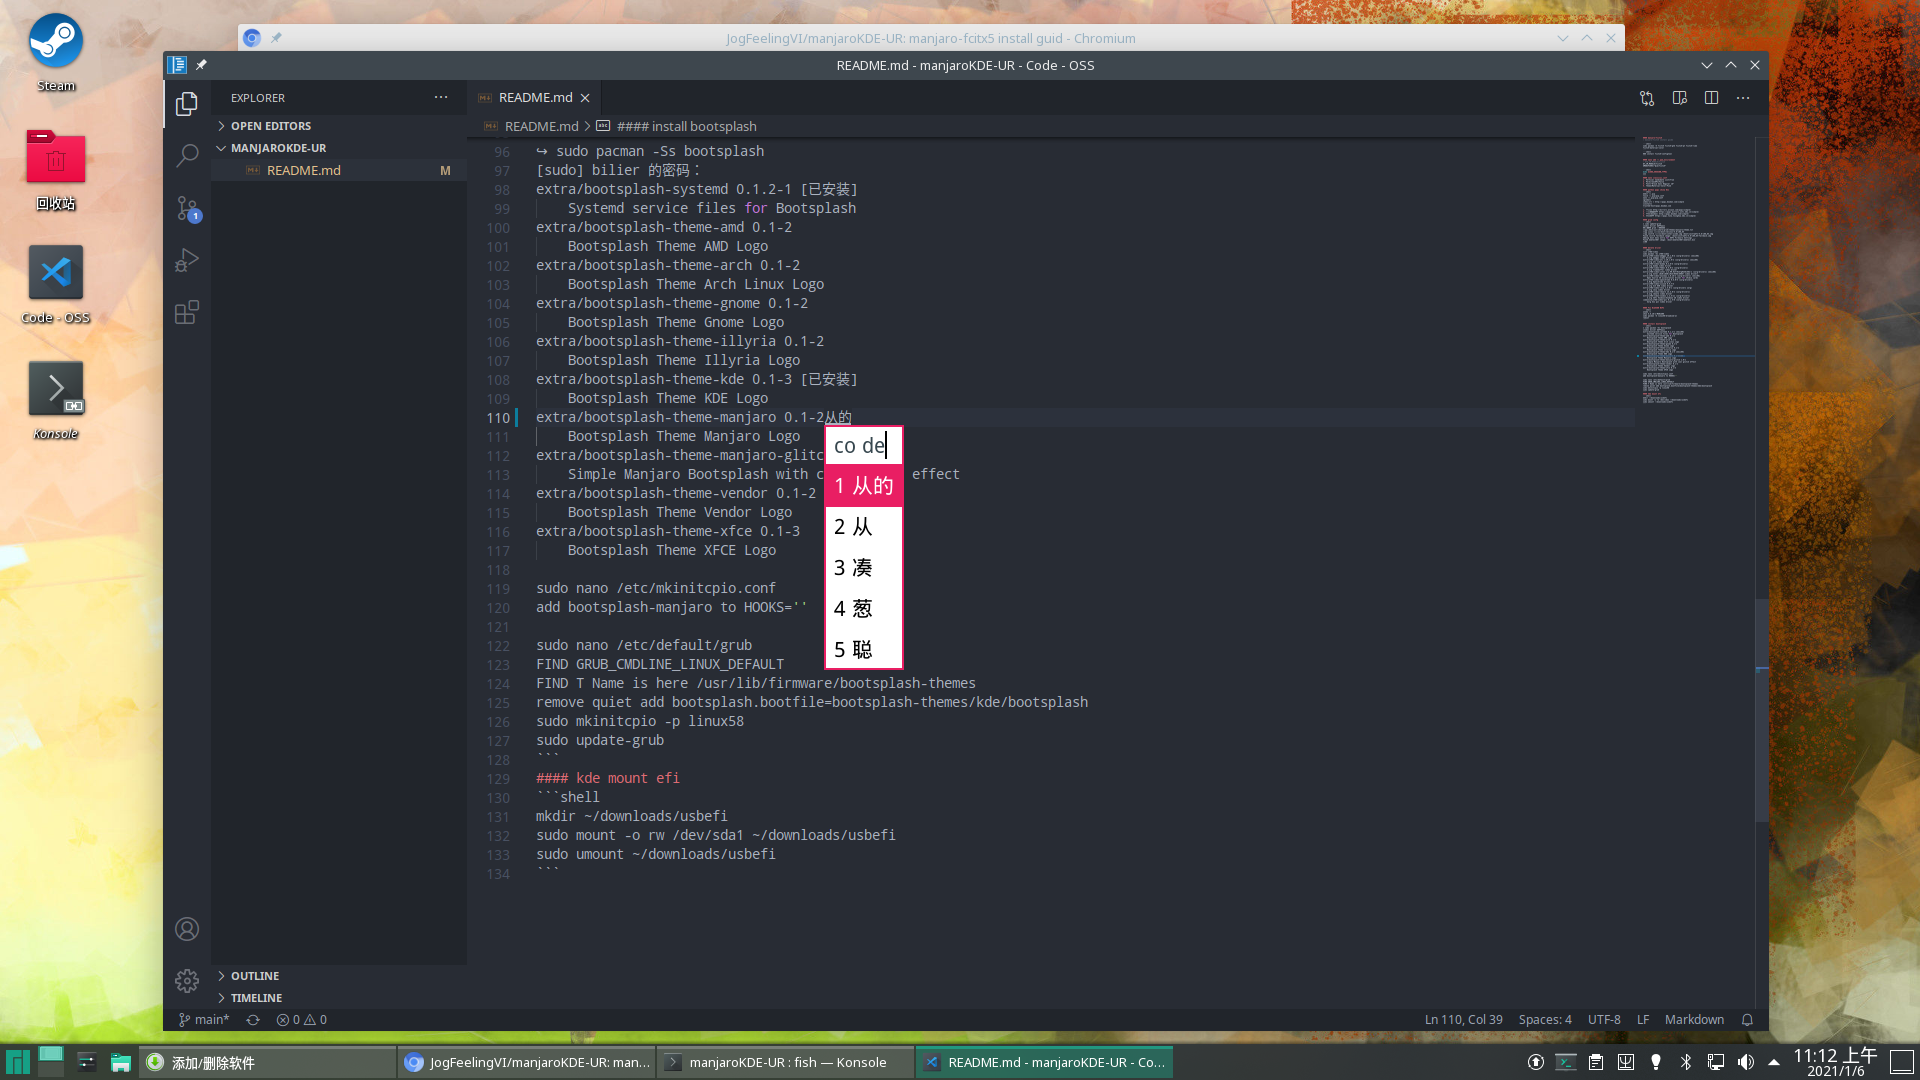 Steam
回收站
Code - OSS
Konsole
JogFeelingVI/manjaroKDE-UR: manjaro-fcitx5 install guid - Chromium
README.md - manjaroKDE-UR - Code - OSS
EXPLORER
OPEN EDITORS
MANJAROKDE-UR
README.md M
1
OUTLINE
TIMELINE
README.md
README.md > #### install bootsplash
96 ↪ sudo pacman -Ss bootsplash
97 [sudo] bilier 的密码：
98 extra/bootsplash-systemd 0.1.2-1 [已安装]
99 Systemd service files for Bootsplash
100 extra/bootsplash-theme-amd 0.1-2
101 Bootsplash Theme AMD Logo
102 extra/bootsplash-theme-arch 0.1-2
103 Bootsplash Theme Arch Linux Logo
104 extra/bootsplash-theme-gnome 0.1-2
105 Bootsplash Theme Gnome Logo
106 extra/bootsplash-theme-illyria 0.1-2
107 Bootsplash Theme Illyria Logo
108 extra/bootsplash-theme-kde 0.1-3 [已安装]
109 Bootsplash Theme KDE Logo
110 extra/bootsplash-theme-manjaro 0.1-2从的
111 Bootsplash Theme Manjaro Logo
112 extra/bootsplash-theme-manjaro-glitc
113 Simple Manjaro Bootsplash with c effect
114 extra/bootsplash-theme-vendor 0.1-2
115 Bootsplash Theme Vendor Logo
116 extra/bootsplash-theme-xfce 0.1-3
117 Bootsplash Theme XFCE Logo
118
119 sudo nano /etc/mkinitcpio.conf
120 add bootsplash-manjaro to HOOKS=''
121
122 sudo nano /etc/default/grub
123 FIND GRUB_CMDLINE_LINUX_DEFAULT
124 FIND T Name is here /usr/lib/firmware/bootsplash-themes
125 remove quiet add bootsplash.bootfile=bootsplash-themes/kde/bootsplash
126 sudo mkinitcpio -p linux58
127 sudo update-grub
128 ```
129 #### kde mount efi
130 ```shell
131 mkdir ~/downloads/usbefi
132 sudo mount -o rw /dev/sda1 ~/downloads/usbefi
133 sudo umount ~/downloads/usbefi
134 ```
co de
1 从的
2 从
3 凑
4 葱
5 聪
main* 0 0
Ln 110, Col 39 Spaces: 4 UTF-8 LF Markdown
添加/删除软件
JogFeelingVI/manjaroKDE-UR: man...
manjaroKDE-UR : fish — Konsole
README.md - manjaroKDE-UR - Co...
11:12 上午
2021/1/6